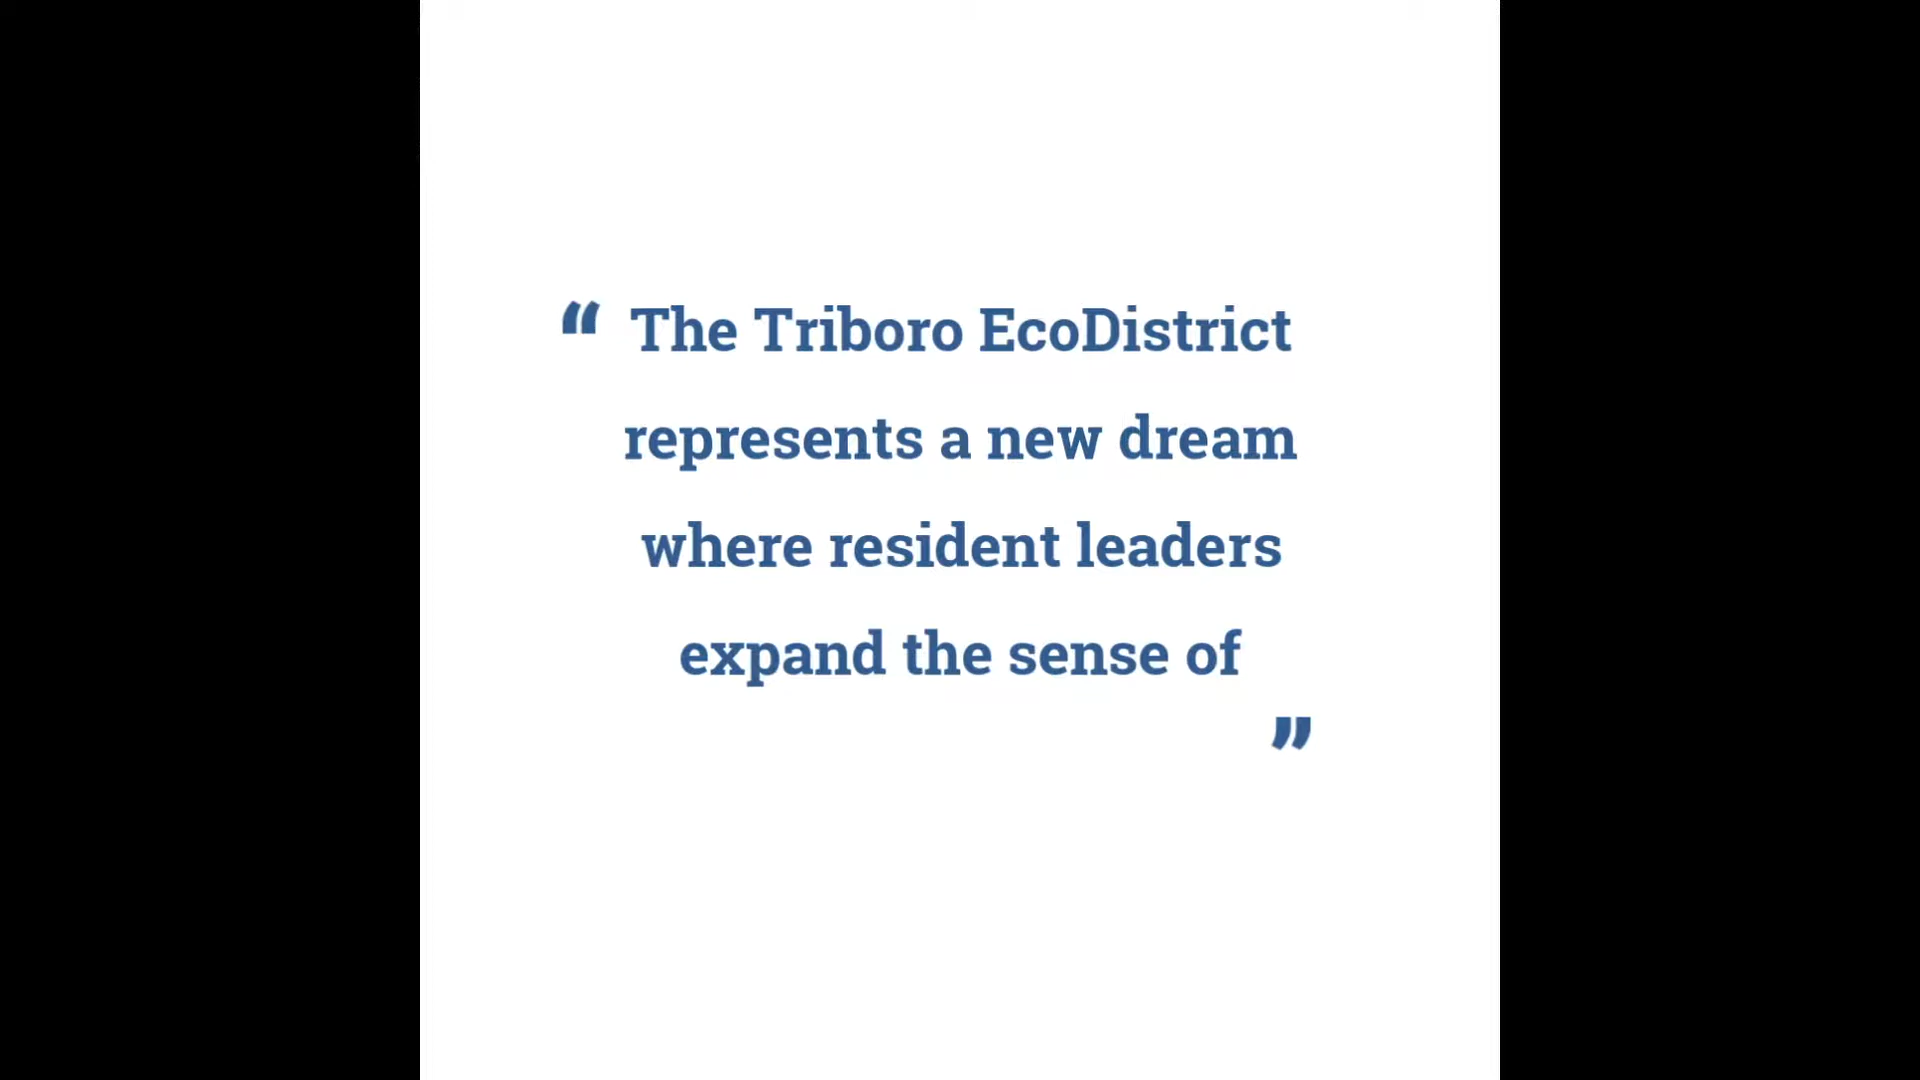 “ The Triboro EcoDistrict
represents a new dream
where resident leaders
expand the sense of
”